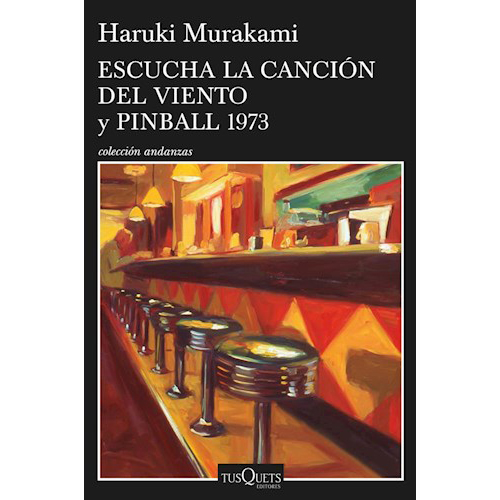 Haruki Murakami
ESCUCHA LA CANCIÓN
DEL VIENTO
y PINBALL 1973
colección andanzas
TUSQUETS
EDITORES